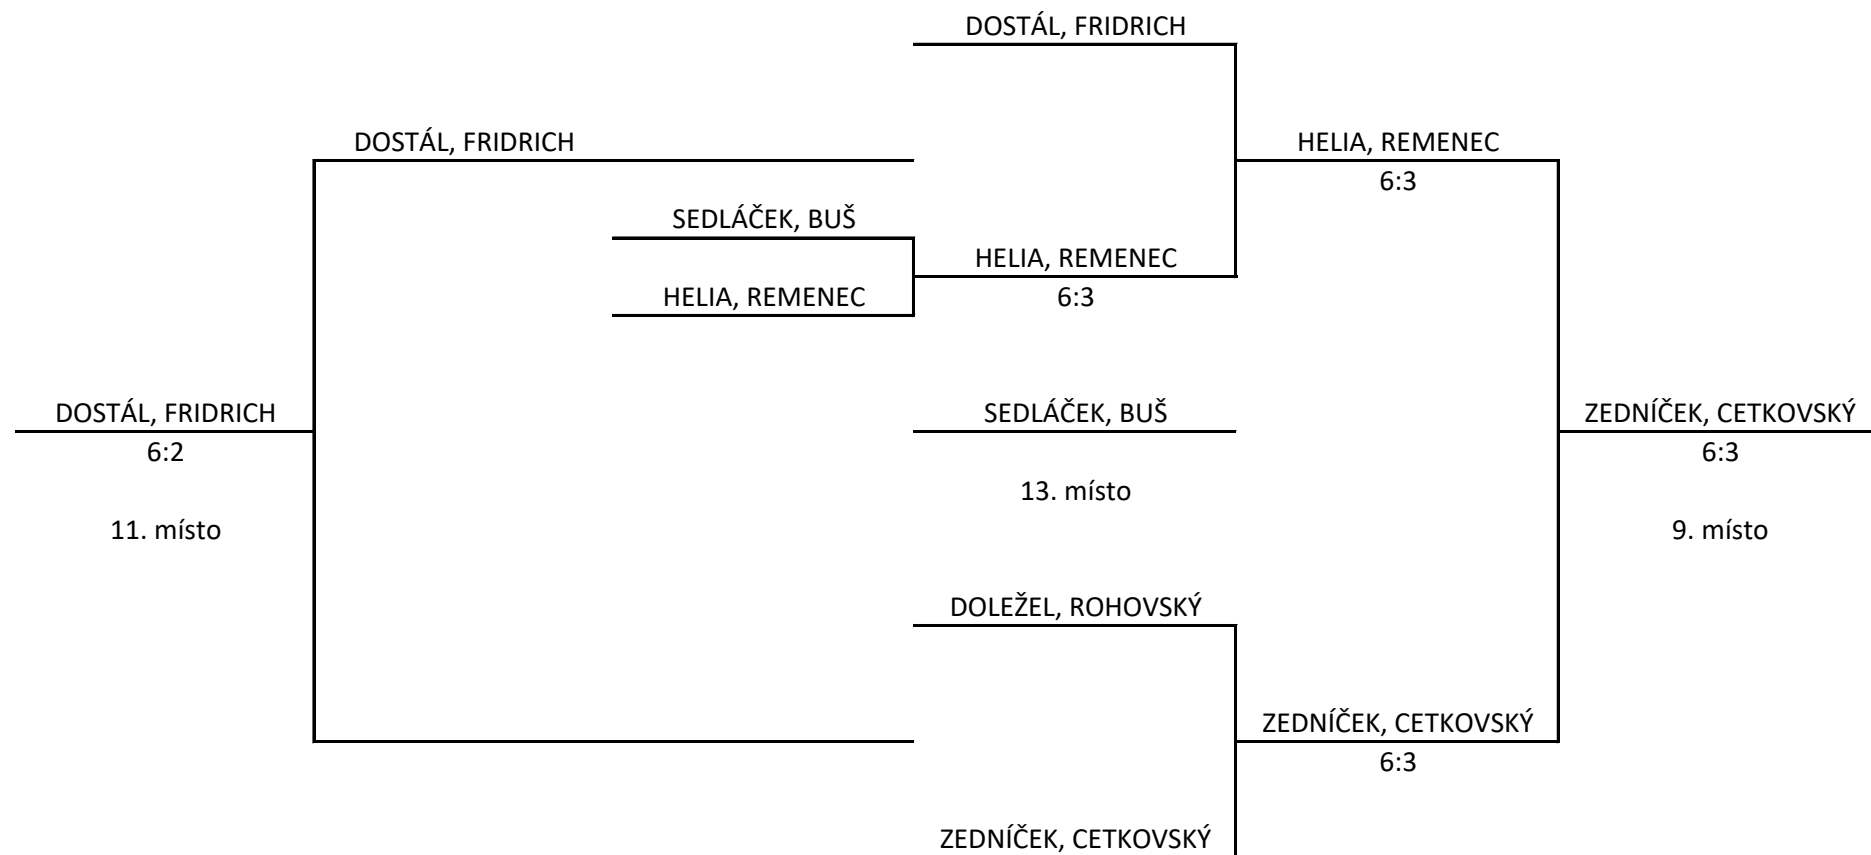 DOSTÁL, FRIDRICH
DOSTÁL, FRIDRICH
HELIA, REMENEC
6:3
SEDLÁČEK, BUŠ
HELIA, REMENEC
HELIA, REMENEC
6:3
DOSTÁL, FRIDRICH
SEDLÁČEK, BUŠ
ZEDNÍČEK, CETKOVSKÝ
6:2
6:3
13. místo
11. místo
9. místo
DOLEŽEL, ROHOVSKÝ
ZEDNÍČEK, CETKOVSKÝ
6:3
ZEDNÍČEK, CETKOVSKÝ